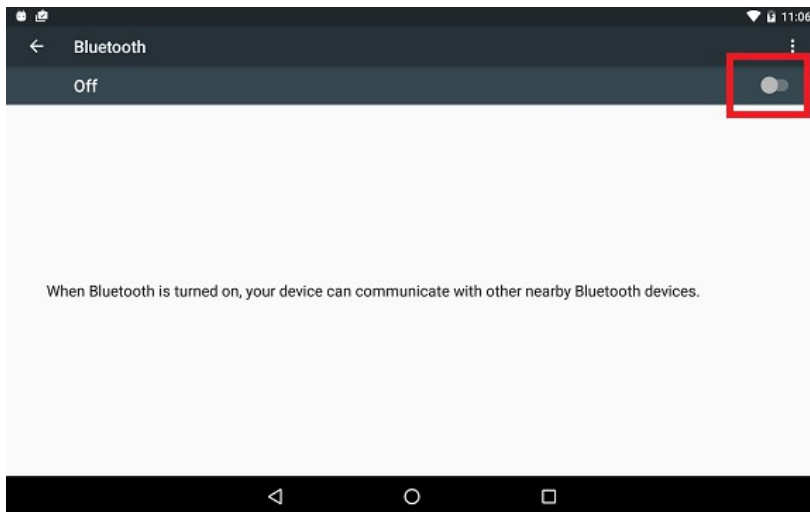 11:06
Bluetooth
Off
When Bluetooth is turned on, your device can communicate with other nearby Bluetooth devices.